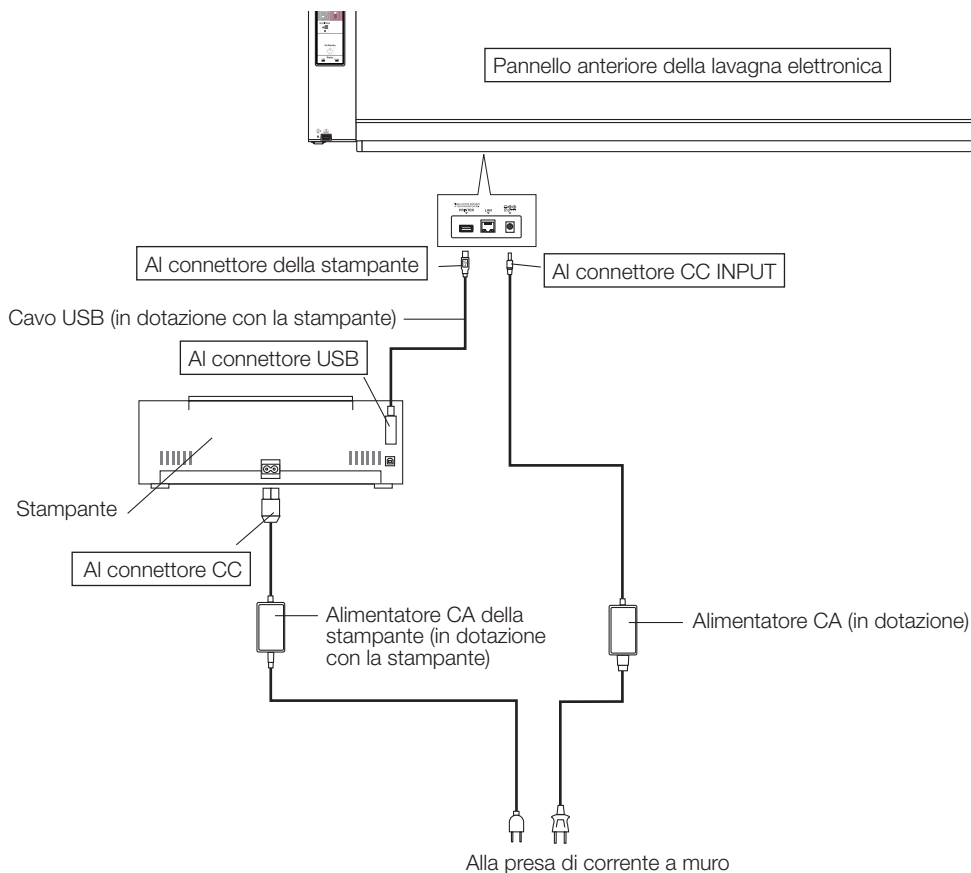 Pannello anteriore della lavagna elettronica
PRINTER
LAN
Al connettore della stampante
Al connettore CC INPUT
Cavo USB (in dotazione con la stampante)
Al connettore USB
Stampante
Al connettore CC
Alimentatore CA della
stampante (in dotazione
con la stampante)
Alimentatore CA (in dotazione)
Alla presa di corrente a muro